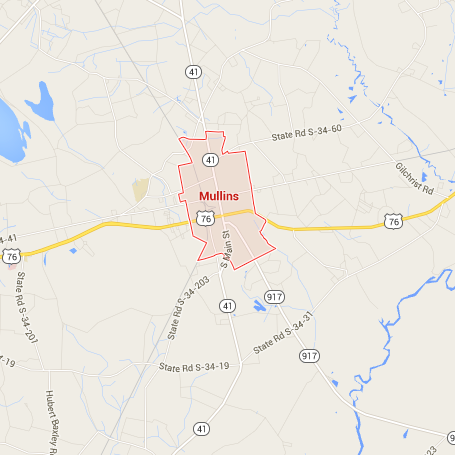 41
State Rd S-34-60
41
Gilchrist Rd
Mullins
76
76
S Main St
-41
76
State Rd S-34-207
State Rd S-34-203
917
41
State Rd S-34-31
917
-19
State Rd S-34-19
Hubert Baxley R
41
9